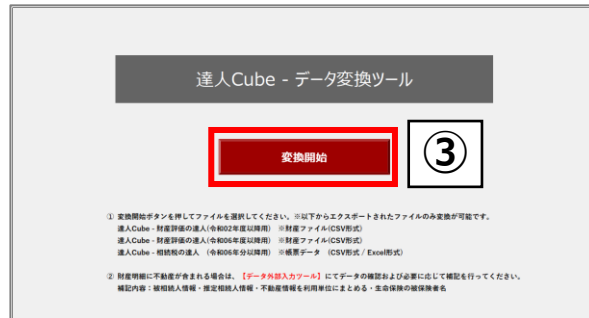 達人Cube - データ変換ツール
変換開始
③
① 変換開始ボタンを押してファイルを選択してください。※以下からエクスポートされたファイルのみ変換が可能です。
達人Cube - 財産評価の達人(令和02年度以降用) ※財産ファイル(CSV形式)
達人Cube - 財産評価の達人(令和06年度以降用) ※財産ファイル(CSV形式)
達人Cube - 相続税の達人 (令和06年分以降用) ※帳票データ (CSV形式 / Excel形式)
② 財産明細に不動産が含まれる場合は、【データ外部入力ツール】にてデータの確認および必要に応じて補記を行ってください。
補記内容：被相続人情報・推定相続人情報・不動産情報を利用単位にまとめる・生命保険の被保険者名